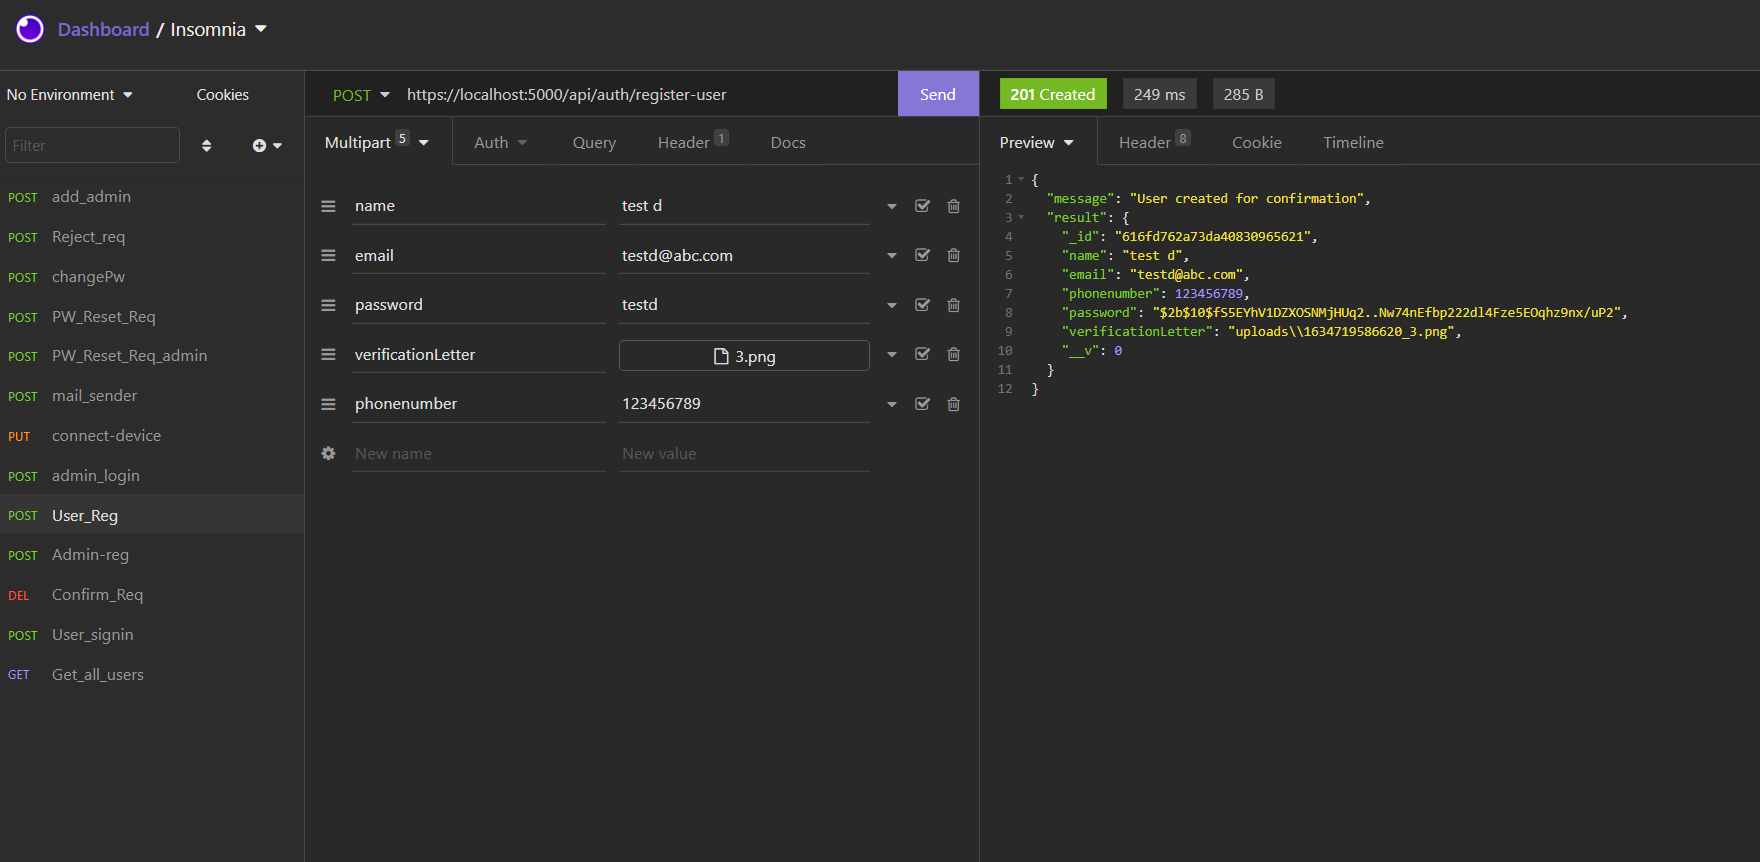 Dashboard / Insomnia
No Environment
Cookies
Filter
POST add_admin
POST Reject_req
POST changePw
POST PW_Reset_Req
POST PW_Reset_Req_admin
POST mail_sender
PUT connect-device
POST admin_login
POST User_Reg
POST Admin-reg
DEL Confirm_Req
POST User_signin
GET Get_all_users
POST https://localhost:5000/api/auth/register-user Send
Multipart 5 Auth Query Header 1 Docs
name test d
email testd@abc.com
password testd
verificationLetter 3.png
phonenumber 123456789
New name New value
201 Created 249 ms 285 B
Preview Header 8 Cookie Timeline
1 {
2 "message": "User created for confirmation",
3 "result": {
4 "_id": "616fd762a73da40830965621",
5 "name": "test d",
6 "email": "testd@abc.com",
7 "phonenumber": 123456789,
8 "password": "$2b$10$fS5EYhV1DZXOSNMjHUq2..Nw74nEfbp222dl4Fze5EOqhz9nx/uP2",
9 "verificationLetter": "uploads\\1634719586620_3.png",
10 "__v": 0
11 }
12 }